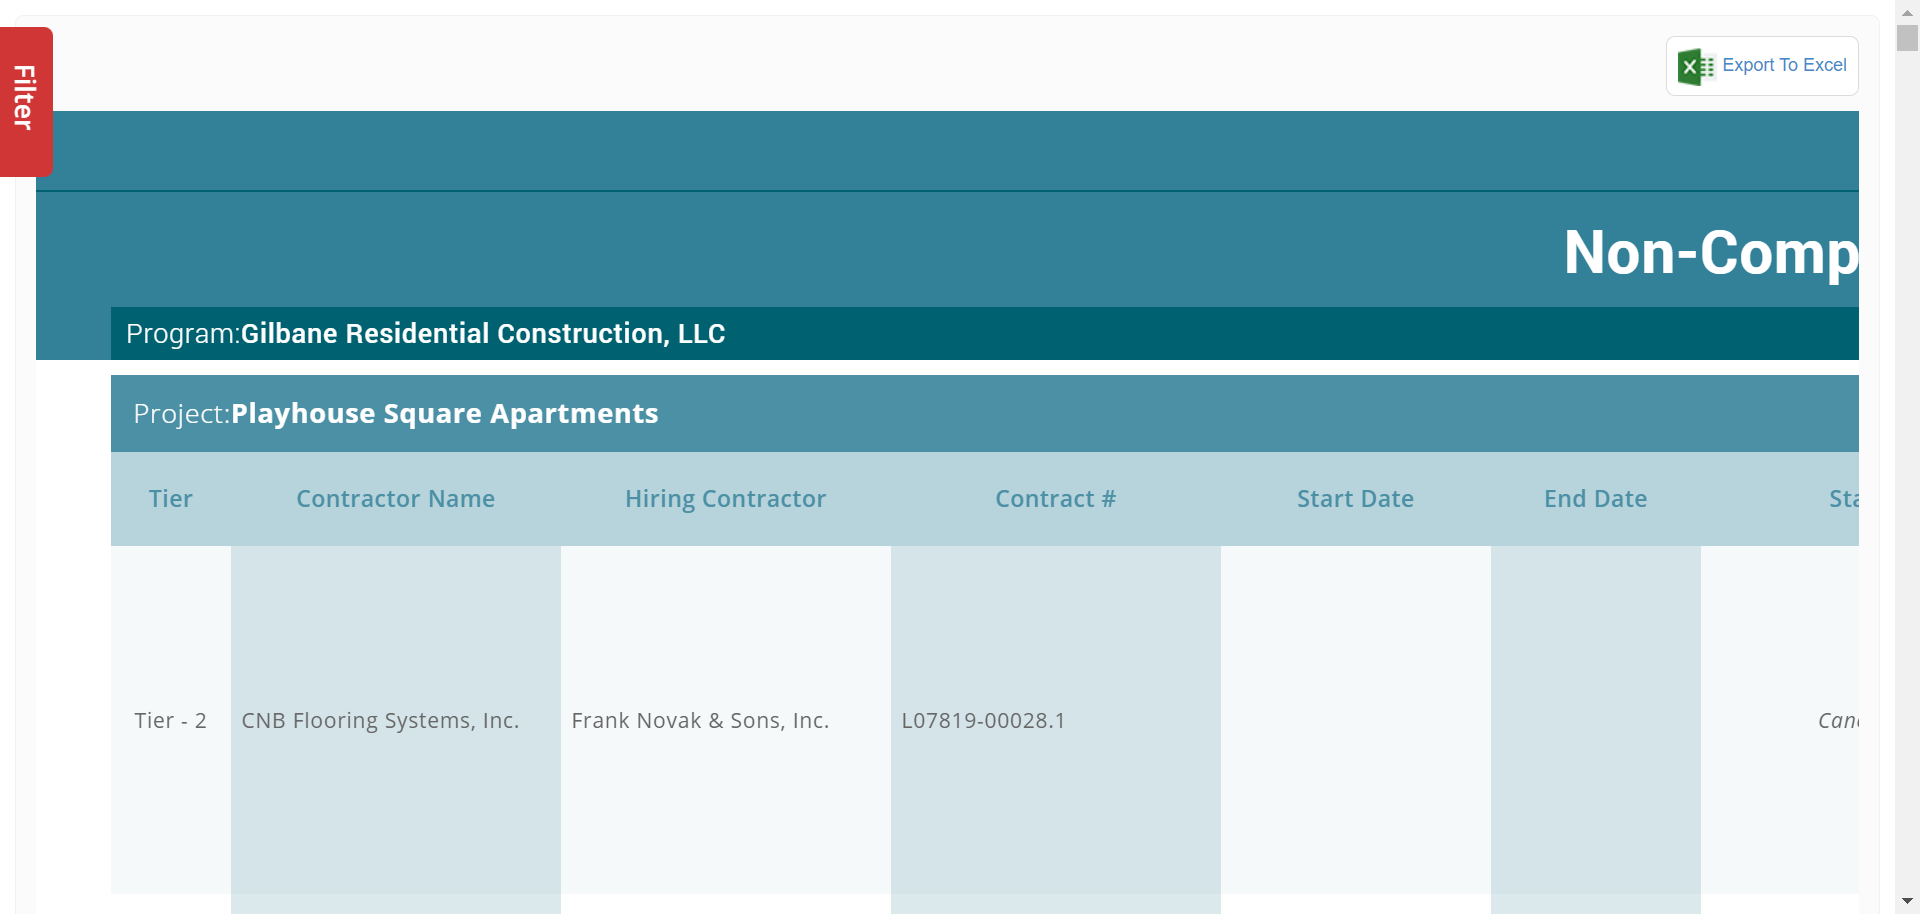 Filter
Export To Excel
Non-Comp
Program:Gilbane Residential Construction, LLC
Project:Playhouse Square Apartments
Tier Contractor Name Hiring Contractor Contract # Start Date End Date Sta
Tier - 2 CNB Flooring Systems, Inc. Frank Novak & Sons, Inc. L07819-00028.1 Canc